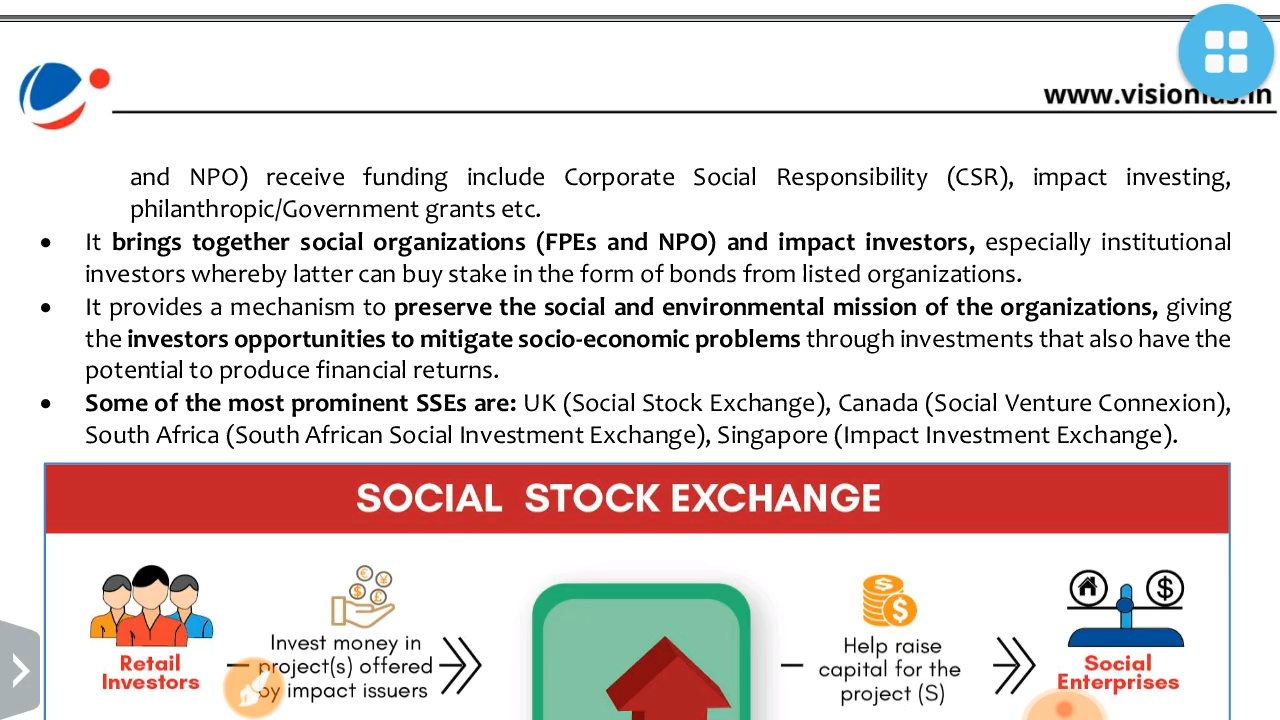 www.visionias.in
and NPO) receive funding include Corporate Social Responsibility (CSR), impact investing,
philanthropic/Government grants etc.
• It brings together social organizations (FPEs and NPO) and impact investors, especially institutional
investors whereby latter can buy stake in the form of bonds from listed organizations.
• It provides a mechanism to preserve the social and environmental mission of the organizations, giving
the investors opportunities to mitigate socio-economic problems through investments that also have the
potential to produce financial returns.
• Some of the most prominent SSEs are: UK (Social Stock Exchange), Canada (Social Venture Connexion),
South Africa (South African Social Investment Exchange), Singapore (Impact Investment Exchange).
SOCIAL STOCK EXCHANGE
Retail
Investors
Invest money in
project(s) offered
by impact issuers
Help raise
capital for the
project (S)
Social
Enterprises